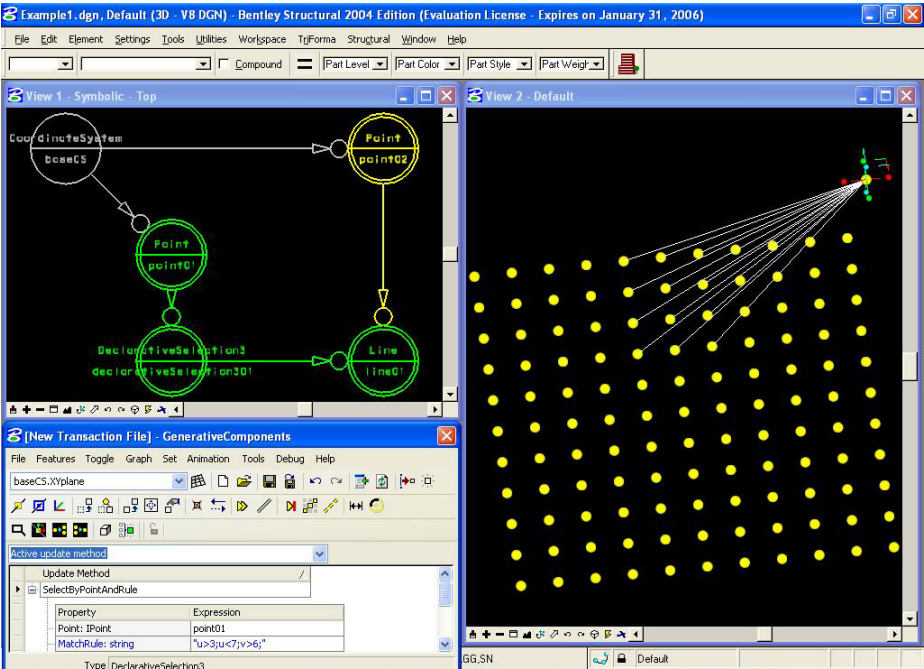 Example1.dgn, Default (3D - V8 DGN) - Bentley Structural 2004 Edition (Evaluation License - Expires on January 31, 2006)
File Edit Element Settings Tools Utilities Workspace TriForma Structural Window Help
Compound Part Level Part Color Part Style Part Weigh
View 1 - Symbolic - Top
View 2 - Default
CoordinateSystem
baseCS
Point
point02
Point
point01
DeclarativeSelection3
declarativeSelection301
Line
line01
[New Transaction File] - GenerativeComponents
File Features Toggle Graph Set Animation Tools Debug Help
baseCS.XYplane
Active update method
Update Method /
SelectByPointAndRule
Property Expression
Point: IPoint point01
MatchRule: string "u>3;u<7;v>6;"
Type DeclarativeSelection3
GG,SN Default